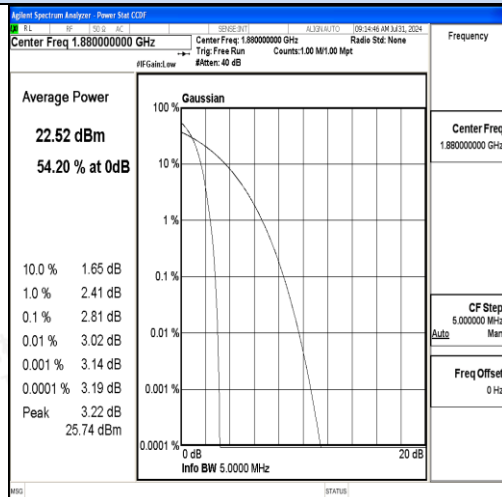 Agilent Spectrum Analyzer - Power Stat CCDF
RL RF 50 Ω AC SENSE:INT ALIGNAUTO 09:14:46 AM Jul 31, 2024
Center Freq 1.880000000 GHz
Center Freq: 1.880000000 GHz Radio Std: None
Trig: Free Run Counts:1.00 M/1.00 Mpt
#IFGain:Low #Atten: 40 dB
Frequency
Average Power
22.52 dBm
54.20 % at 0dB
10.0 % 1.65 dB
1.0 % 2.41 dB
0.1 % 2.81 dB
0.01 % 3.02 dB
0.001 % 3.14 dB
0.0001 % 3.19 dB
Peak 3.22 dB
25.74 dBm
Gaussian
100 %
10 %
1 %
0.1 %
0.01 %
0.001 %
0.0001 %
0 dB 20 dB
Info BW 5.0000 MHz
Center Freq
1.880000000 GHz
CF Step
5.000000 MHz
Auto Man
Freq Offset
0 Hz
MSG STATUS